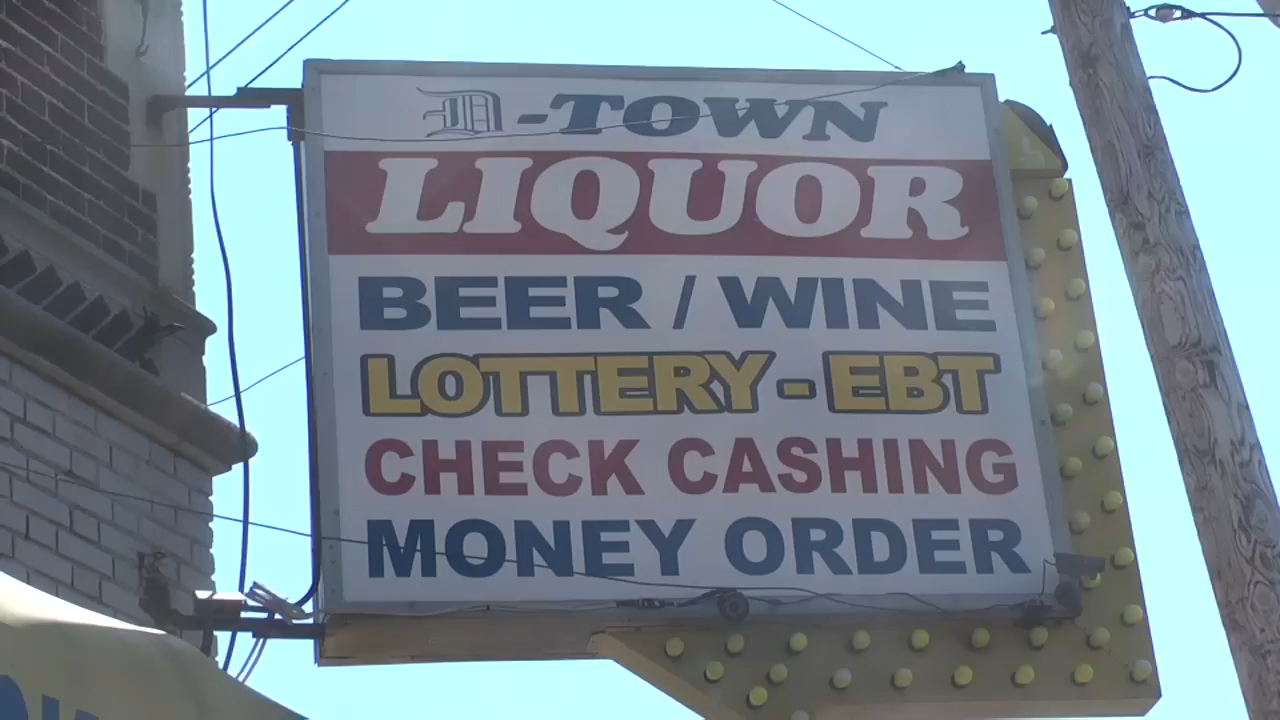 D-TOWN
LIQUOR
BEER / WINE
LOTTERY - EBT
CHECK CASHING
MONEY ORDER